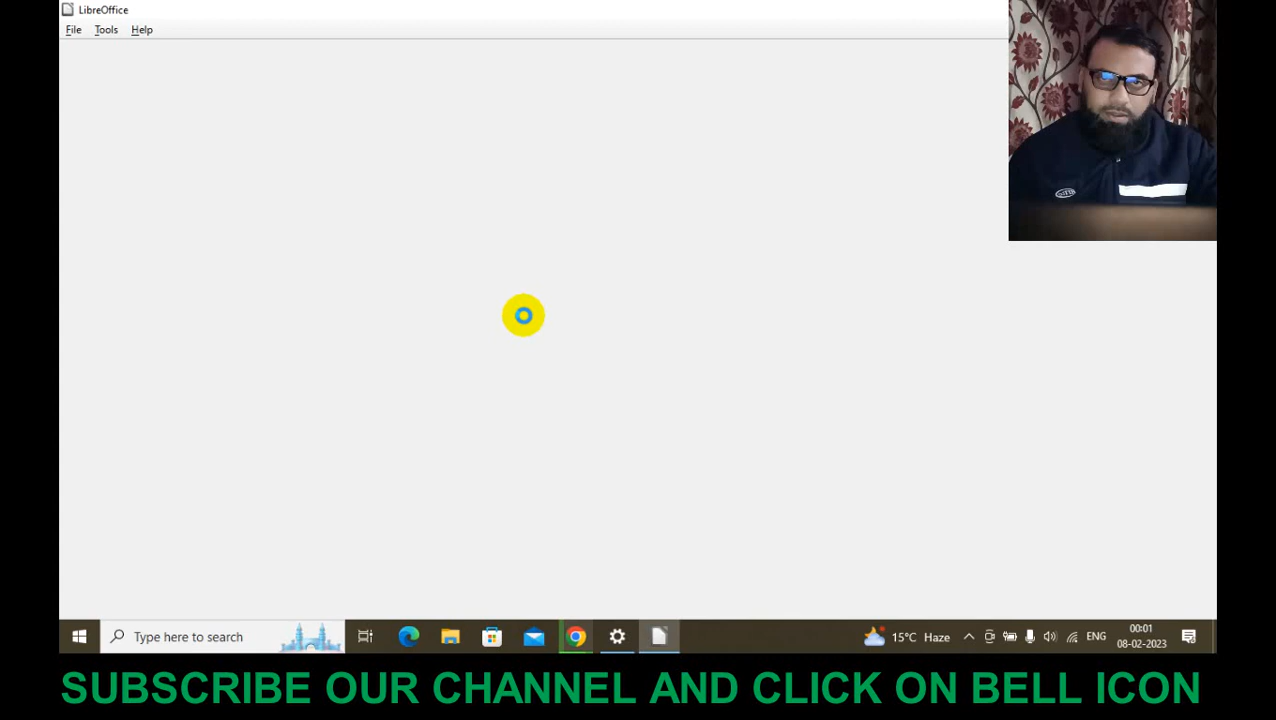 LibreOffice
File Tools Help
Type here to search
15°C Haze
ENG
00:01
08-02-2023
SUBSCRIBE OUR CHANNEL AND CLICK ON BELL ICON